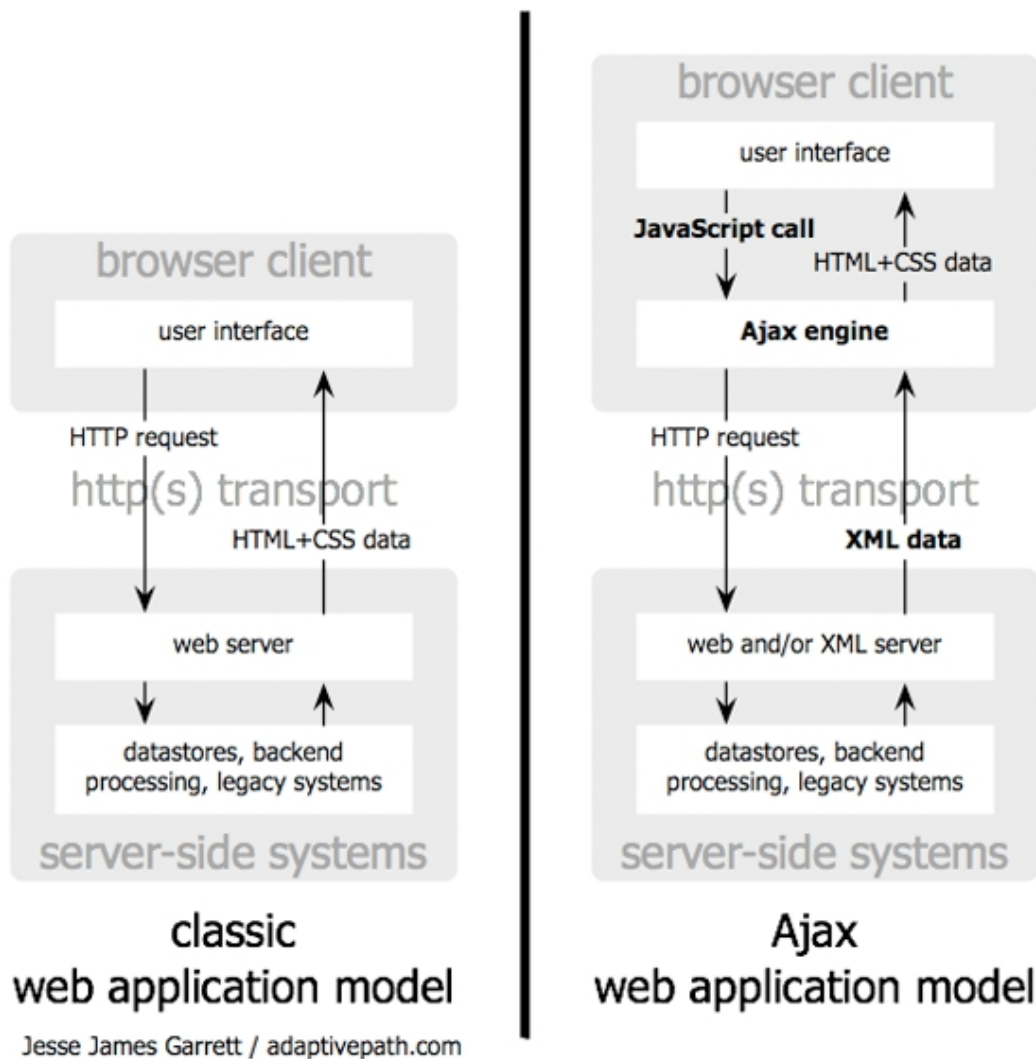 browser client
user interface
HTTP request
http(s) transport
HTML+CSS data
web server
datastores, backend
processing, legacy systems
server-side systems
classic
web application model
Jesse James Garrett / adaptivepath.com
browser client
user interface
JavaScript call
HTML+CSS data
Ajax engine
HTTP request
http(s) transport
XML data
web and/or XML server
datastores, backend
processing, legacy systems
server-side systems
Ajax
web application model